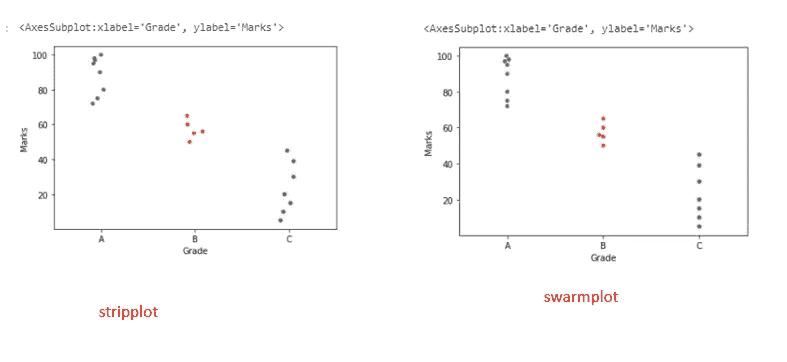 : <AxesSubplot:xlabel='Grade', ylabel='Marks'>
100
80
60
40
20
Marks
A B C
Grade
stripplot
<AxesSubplot:xlabel='Grade', ylabel='Marks'>
100
80
60
40
20
Marks
A B C
Grade
swarmplot